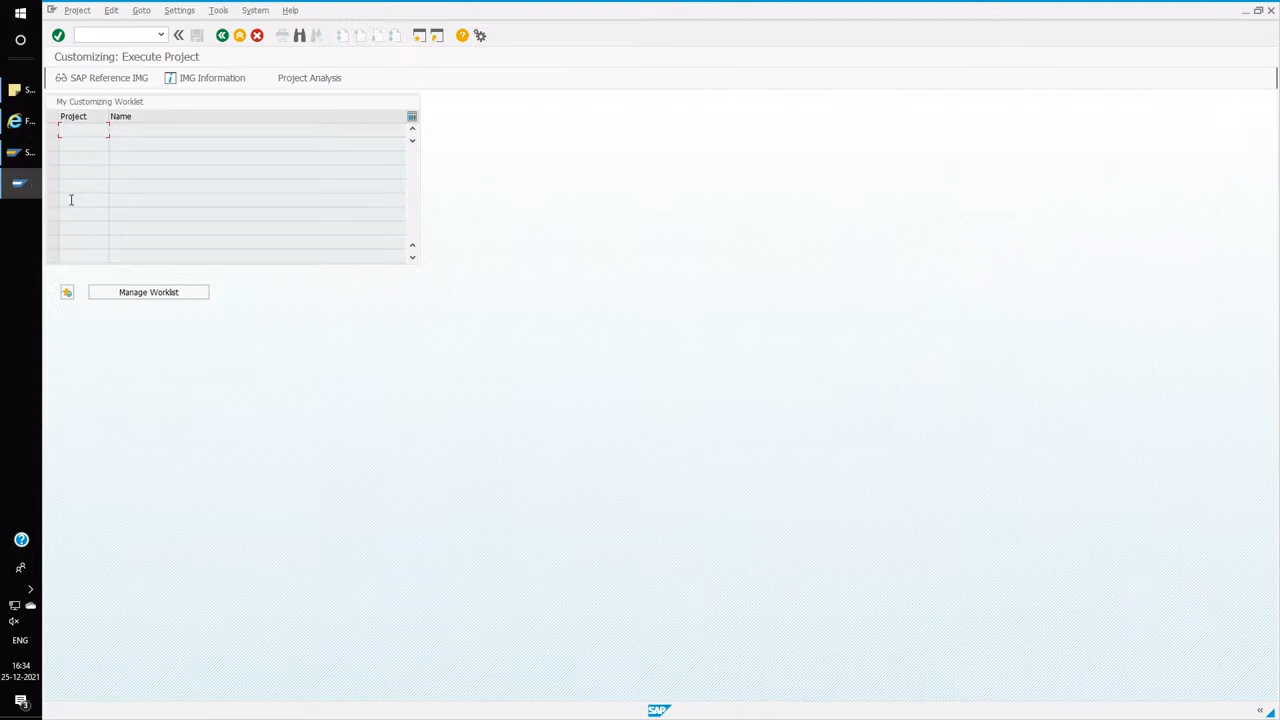 Project Edit Goto Settings Tools System Help
Customizing: Execute Project
SAP Reference IMG IMG Information Project Analysis
My Customizing Worklist
Project Name
Manage Worklist
S...
F...
S...
ENG
16:34
25-12-2021
3
SAP